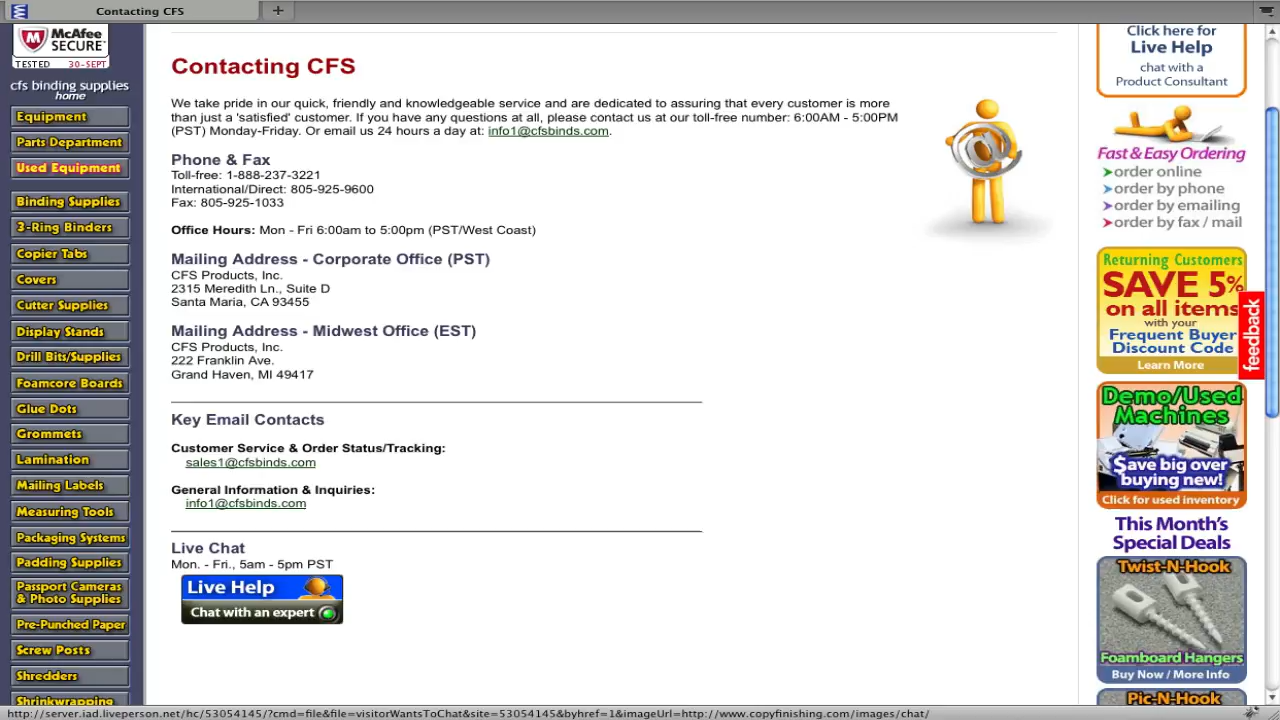 Contacting CFS
+
McAfee
SECURE
TESTED 30-SEPT
cfs binding supplies
home
Equipment
Parts Department
Used Equipment
Binding Supplies
3-Ring Binders
Copier Tabs
Covers
Cutter Supplies
Display Stands
Drill Bits/Supplies
Foamcore Boards
Glue Dots
Grommets
Lamination
Mailing Labels
Measuring Tools
Packaging Systems
Padding Supplies
Passport Cameras
& Photo Supplies
Pre-Punched Paper
Screw Posts
Shredders
Shrinkwrapping
Contacting CFS
We take pride in our quick, friendly and knowledgeable service and are dedicated to assuring that every customer is more
than just a 'satisfied' customer. If you have any questions at all, please contact us at our toll-free number: 6:00AM - 5:00PM
(PST) Monday-Friday. Or email us 24 hours a day at: info1@cfsbinds.com.
Phone & Fax
Toll-free: 1-888-237-3221
International/Direct: 805-925-9600
Fax: 805-925-1033
Office Hours: Mon - Fri 6:00am to 5:00pm (PST/West Coast)
Mailing Address - Corporate Office (PST)
CFS Products, Inc.
2315 Meredith Ln., Suite D
Santa Maria, CA 93455
Mailing Address - Midwest Office (EST)
CFS Products, Inc.
222 Franklin Ave.
Grand Haven, MI 49417
Key Email Contacts
Customer Service & Order Status/Tracking:
sales1@cfsbinds.com
General Information & Inquiries:
info1@cfsbinds.com
Live Chat
Mon. - Fri., 5am - 5pm PST
Live Help
Chat with an expert
@
Click here for
Live Help
chat with a
Product Consultant
Fast & Easy Ordering
order online
order by phone
order by emailing
order by fax / mail
Returning Customers
SAVE 5%
on all items
with your
Frequent Buyer
Discount Code
Learn More
feedback
Demo/Used
Machines
$ave big over
buying new!
Click for used inventory
This Month's
Special Deals
Twist-N-Hook
Foamboard Hangers
Buy Now / More Info
Pic-N-Hook
http://server.iad.liveperson.net/hc/53054145/?cmd=file&file=visitorWantsToChat&site=53054145&byhref=1&imageUrl=http://www.copyfinishing.com/images/chat/